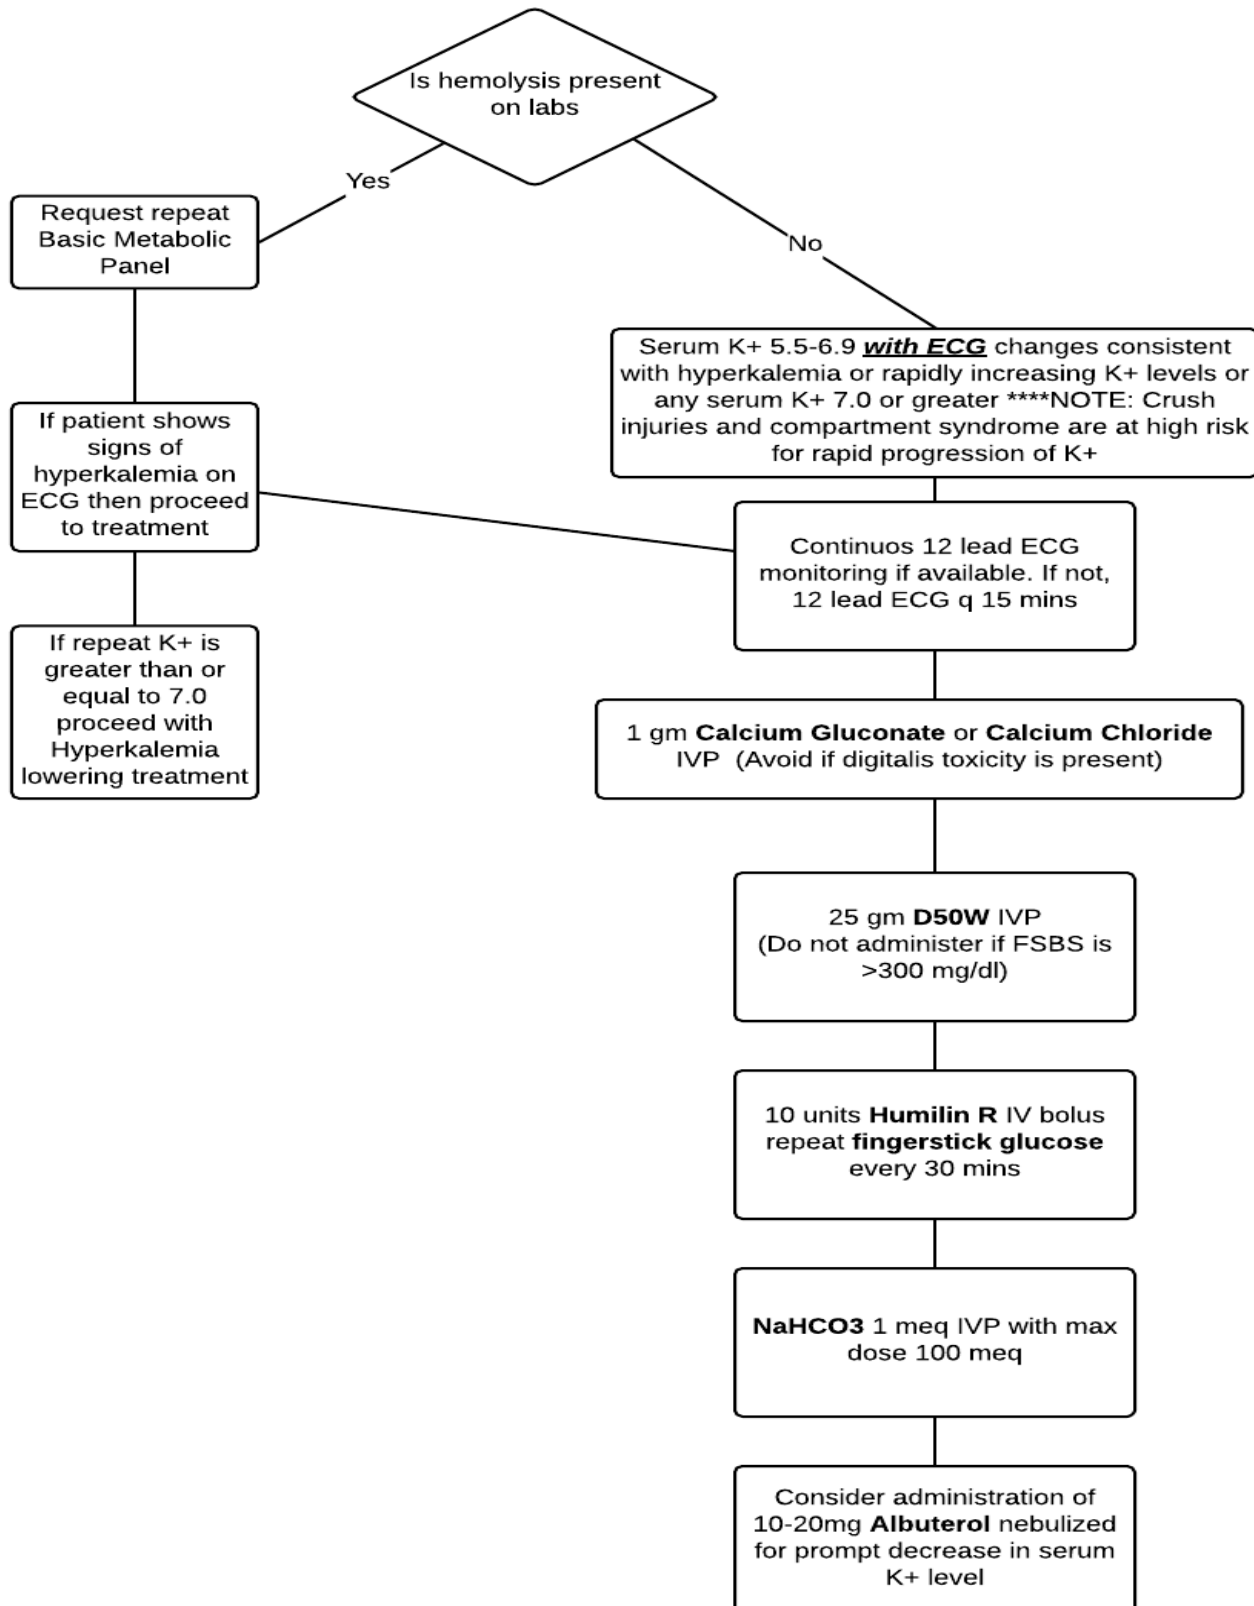 Is hemolysis present
on labs
Yes
No
Request repeat
Basic Metabolic
Panel
Serum K+ 5.5-6.9 with ECG changes consistent
with hyperkalemia or rapidly increasing K+ levels or
any serum K+ 7.0 or greater ****NOTE: Crush
injuries and compartment syndrome are at high risk
for rapid progression of K+
If patient shows
signs of
hyperkalemia on
ECG then proceed
to treatment
Continuos 12 lead ECG
monitoring if available. If not,
12 lead ECG q 15 mins
If repeat K+ is
greater than or
equal to 7.0
proceed with
Hyperkalemia
lowering treatment
1 gm Calcium Gluconate or Calcium Chloride
IVP (Avoid if digitalis toxicity is present)
25 gm D50W IVP
(Do not administer if FSBS is
>300 mg/dl)
10 units Humilin R IV bolus
repeat fingerstick glucose
every 30 mins
NaHCO3 1 meq IVP with max
dose 100 meq
Consider administration of
10-20mg Albuterol nebulized
for prompt decrease in serum
K+ level